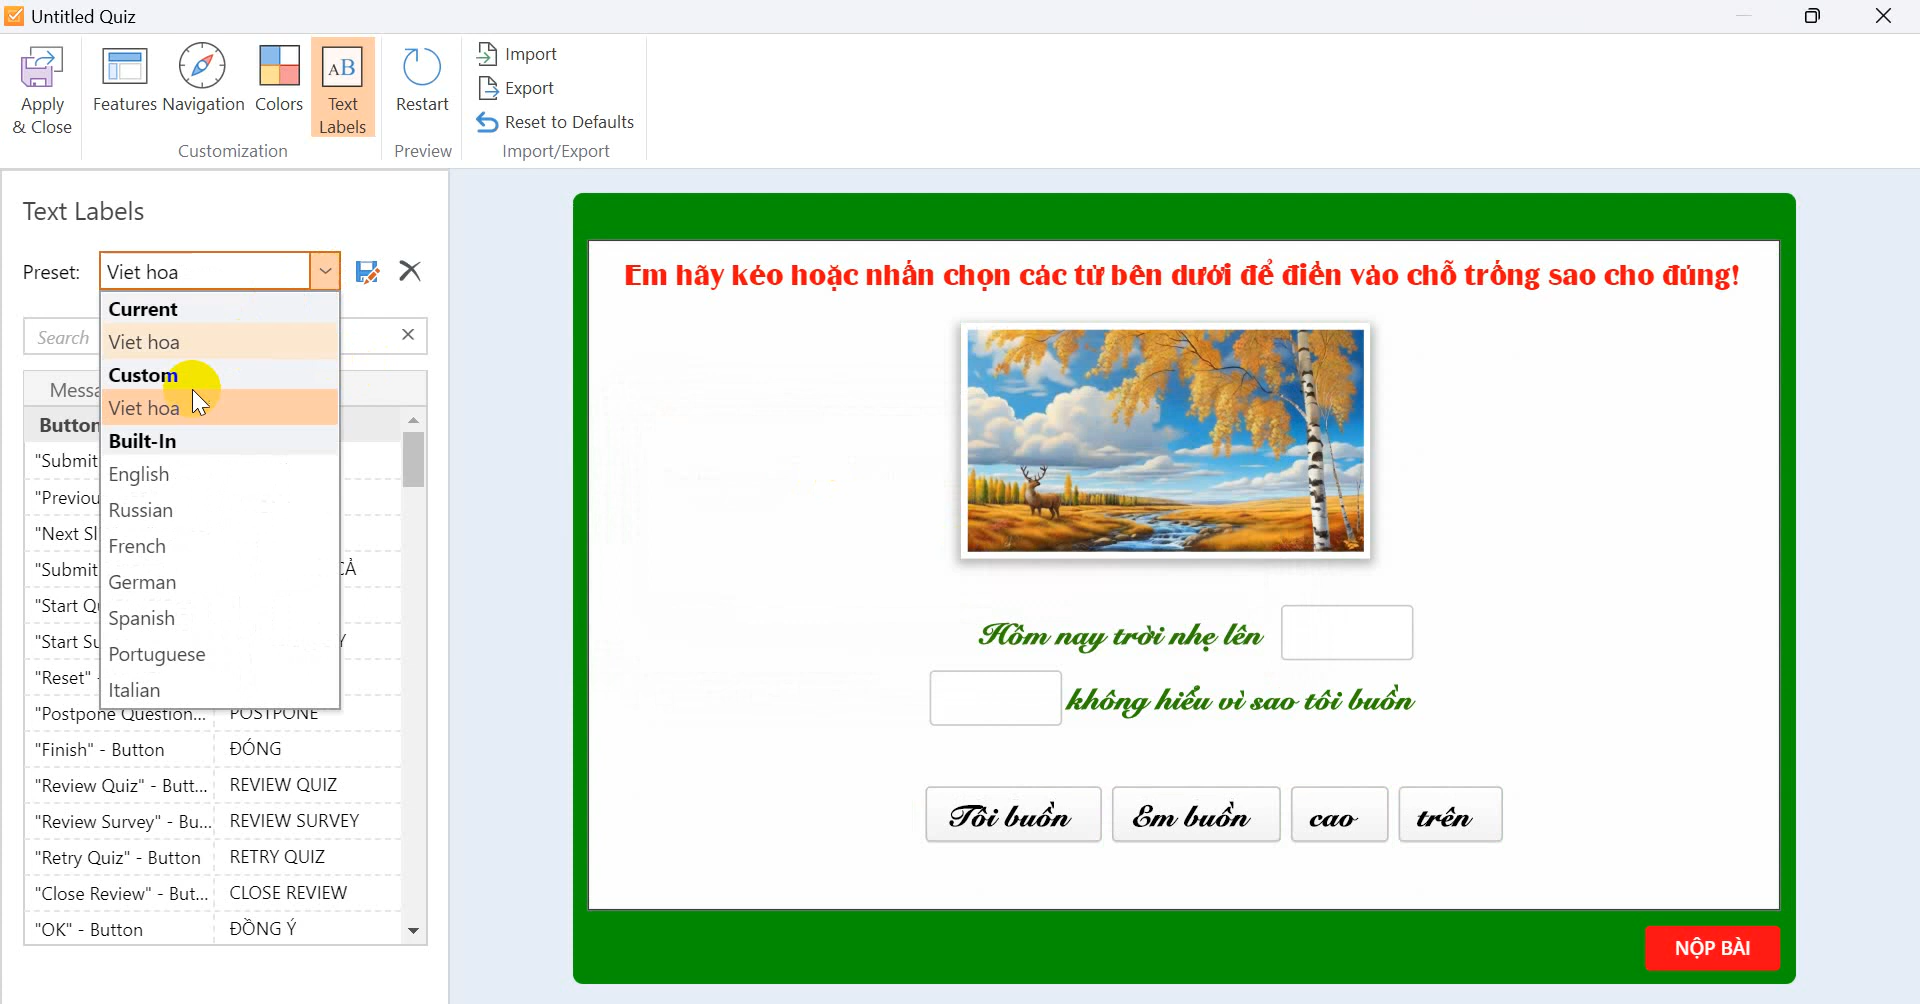 Untitled Quiz
Apply & Close
Features
Navigation
Colors
Text Labels
Restart
Import
Export
Reset to Defaults
Customization
Preview
Import/Export
Text Labels
Preset: Viet hoa
Current
Search
Viet hoa
Custom
Messa
Viet hoa
Button
Built-In
"Submit
English
"Previou
Russian
"Next Sl
French
"Submit
CẢ
German
"Start Qu
Spanish
"Start Su
Y
Portuguese
"Reset" -
Italian
"Postpone Question... POSTPONE
"Finish" - Button ĐÓNG
"Review Quiz" - Butt... REVIEW QUIZ
"Review Survey" - Bu... REVIEW SURVEY
"Retry Quiz" - Button RETRY QUIZ
"Close Review" - But... CLOSE REVIEW
"OK" - Button ĐỒNG Ý
Em hãy kéo hoặc nhấn chọn các từ bên dưới để điền vào chỗ trống sao cho đúng!
Hôm nay trời nhẹ lên
không hiểu vì sao tôi buồn
Tôi buồn Em buồn cao trên
NỘP BÀI